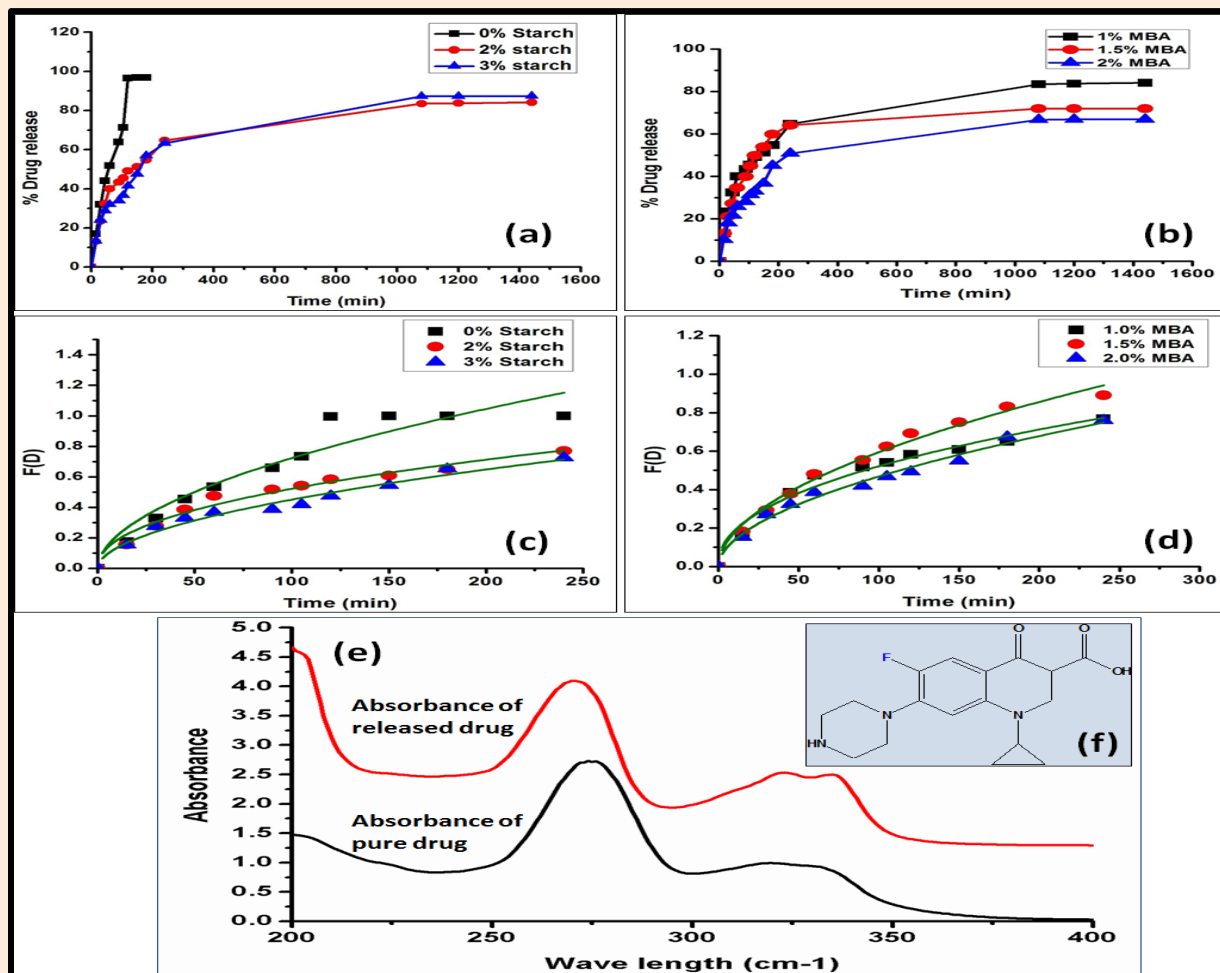 120
100
80
60
40
20
0
% Drug release
0% Starch
2% starch
3% starch
(a)
0 200 400 600 800 1000 1200 1400 1600
Time (min)
100
80
60
40
20
0
% Drug release
1% MBA
1.5% MBA
2% MBA
(b)
0 200 400 600 800 1000 1200 1400 1600
Time (min)
1.4
1.2
1.0
0.8
0.6
0.4
0.2
0.0
F(D)
0% Starch
2% Starch
3% Starch
(c)
0 50 100 150 200 250
Time (min)
1.2
1.0
0.8
0.6
0.4
0.2
0.0
F(D)
1.0% MBA
1.5% MBA
2.0% MBA
(d)
0 50 100 150 200 250 300
Time (min)
5.0
4.5
4.0
3.5
3.0
2.5
2.0
1.5
1.0
0.5
0.0
Absorbance
(e)
Absorbance of
released drug
Absorbance of
pure drug
O O
F
OH
N N
HN
(f)
200 250 300 350 400
Wave length (cm-1)